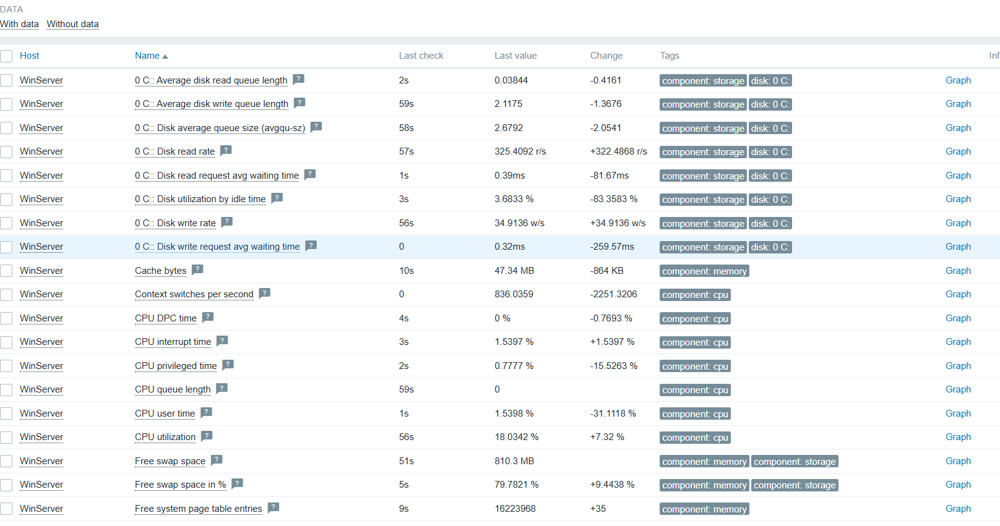 DATA
With data Without data
Host Name Last check Last value Change Tags Inf
WinServer 0 C:: Average disk read queue length ? 2s 0.03844 -0.4161 component: storage disk: 0 C: Graph
WinServer 0 C:: Average disk write queue length ? 59s 2.1175 -1.3676 component: storage disk: 0 C: Graph
WinServer 0 C:: Disk average queue size (avgqu-sz) ? 58s 2.6792 -2.0541 component: storage disk: 0 C: Graph
WinServer 0 C:: Disk read rate ? 57s 325.4092 r/s +322.4868 r/s component: storage disk: 0 C: Graph
WinServer 0 C:: Disk read request avg waiting time ? 1s 0.39ms -81.67ms component: storage disk: 0 C: Graph
WinServer 0 C:: Disk utilization by idle time ? 3s 3.6833 % -83.3583 % component: storage disk: 0 C: Graph
WinServer 0 C:: Disk write rate ? 56s 34.9136 w/s +34.9136 w/s component: storage disk: 0 C: Graph
WinServer 0 C:: Disk write request avg waiting time ? 0 0.32ms -259.57ms component: storage disk: 0 C: Graph
WinServer Cache bytes ? 10s 47.34 MB -864 KB component: memory Graph
WinServer Context switches per second ? 0 836.0359 -2251.3206 component: cpu Graph
WinServer CPU DPC time ? 4s 0 % -0.7693 % component: cpu Graph
WinServer CPU interrupt time ? 3s 1.5397 % +1.5397 % component: cpu Graph
WinServer CPU privileged time ? 2s 0.7777 % -15.5263 % component: cpu Graph
WinServer CPU queue length ? 59s 0 component: cpu Graph
WinServer CPU user time ? 1s 1.5398 % -31.1118 % component: cpu Graph
WinServer CPU utilization ? 56s 18.0342 % +7.32 % component: cpu Graph
WinServer Free swap space ? 51s 810.3 MB component: memory component: storage Graph
WinServer Free swap space in % ? 5s 79.7821 % +9.4438 % component: memory component: storage Graph
WinServer Free system page table entries ? 9s 16223968 +35 component: memory Graph